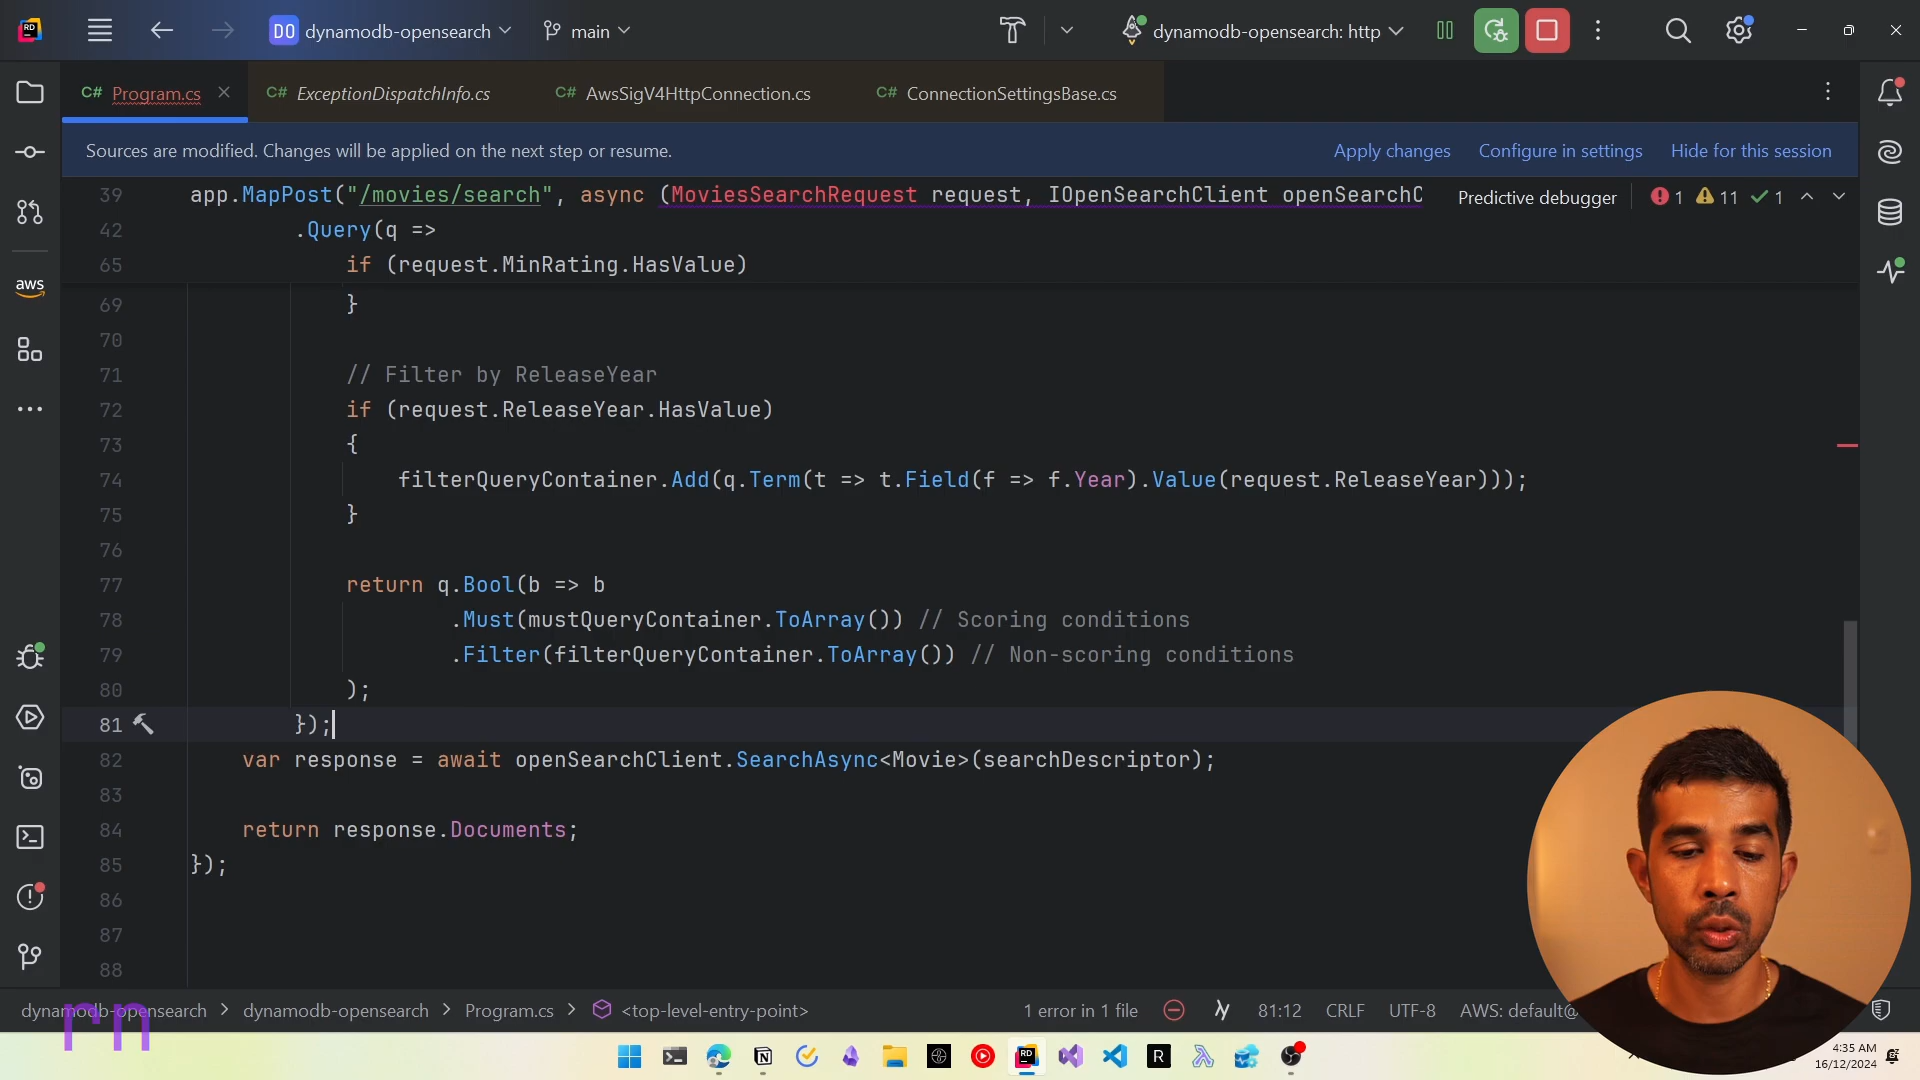 DO dynamodb-opensearch
main
dynamodb-opensearch: http
C# Program.cs
C# ExceptionDispatchInfo.cs
C# AwsSigV4HttpConnection.cs
C# ConnectionSettingsBase.cs
Sources are modified. Changes will be applied on the next step or resume.
Apply changes
Configure in settings
Hide for this session
39 app.MapPost("/movies/search", async (MoviesSearchRequest request, IOpenSearchClient openSearchC
Predictive debugger
1 11 1
42 .Query(q =>
65 if (request.MinRating.HasValue)
69 }
70
71 // Filter by ReleaseYear
72 if (request.ReleaseYear.HasValue)
73 {
74 filterQueryContainer.Add(q.Term(t => t.Field(f => f.Year).Value(request.ReleaseYear)));
75 }
76
77 return q.Bool(b => b
78 .Must(mustQueryContainer.ToArray()) // Scoring conditions
79 .Filter(filterQueryContainer.ToArray()) // Non-scoring conditions
80 );
81 });
82 var response = await openSearchClient.SearchAsync<Movie>(searchDescriptor);
83
84 return response.Documents;
85 });
86
87
88
aws
dynamodb-opensearch > dynamodb-opensearch > Program.cs > <top-level-entry-point>
1 error in 1 file
81:12
CRLF
UTF-8
AWS: default@
rn
4:35 AM
16/12/2024